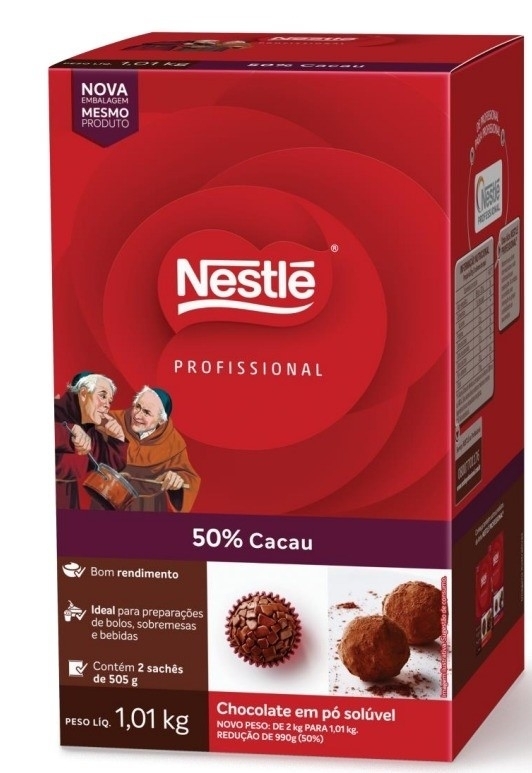 PESO LÍQ. 1,01 kg
50% Cacau
NOVA
EMBALAGEM
MESMO
PRODUTO
Nestlé
®
PROFISSIONAL
50% Cacau
Bom rendimento
Ideal para preparações
de bolos, sobremesas
e bebidas
Contém 2 sachês
de 505 g
PESO LÍQ. 1,01 kg
Chocolate em pó solúvel
NOVO PESO: DE 2 kg PARA 1,01 kg.
REDUÇÃO DE 990g (50%)
Nestlé
PROFISSIONAL